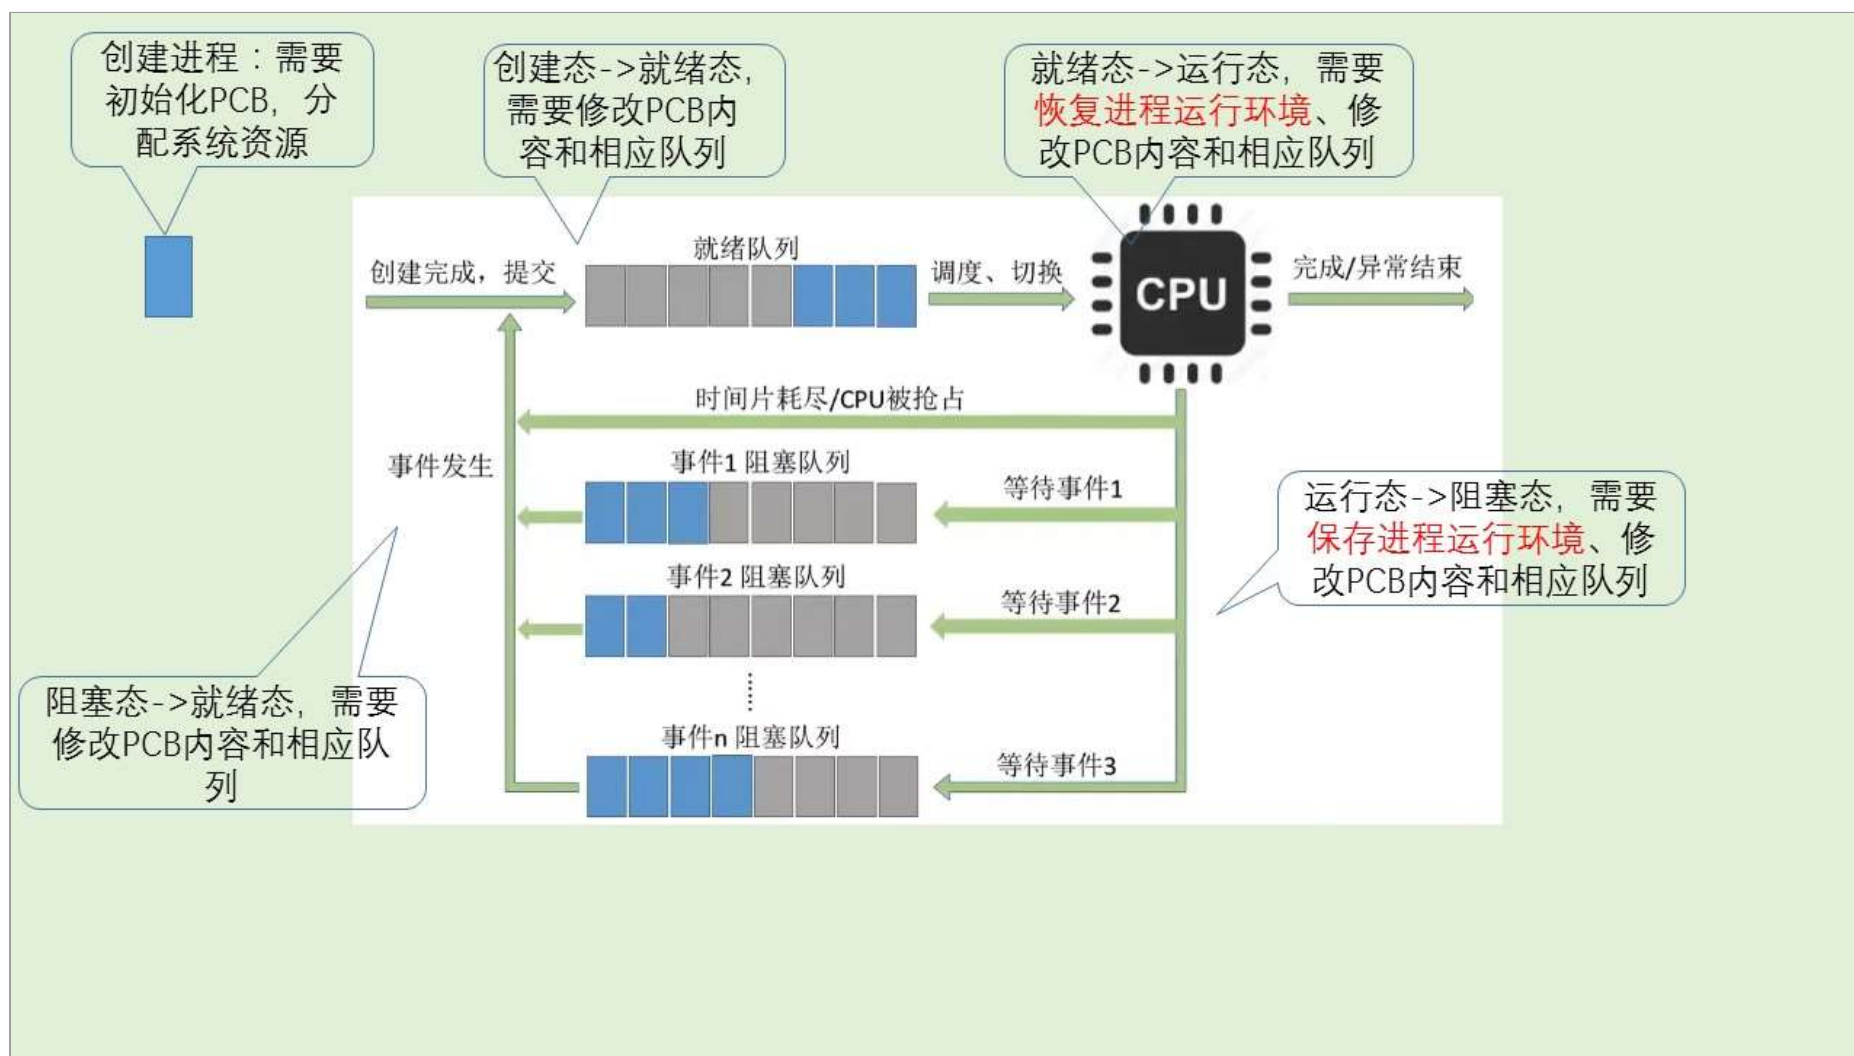 创建进程：需要
初始化PCB，分
配系统资源
创建态->就绪态,
需要修改PCB内
容和相应队列
就绪态->运行态，需要
恢复进程运行环境、修
改PCB内容和相应队列
就绪队列
创建完成，提交
调度、切换
CPU
完成/异常结束
时间片耗尽/CPU被抢占
事件发生
事件1 阻塞队列
等待事件1
运行态->阻塞态，需要
保存进程运行环境、修
改PCB内容和相应队列
事件2 阻塞队列
等待事件2
阻塞态->就绪态，需要
修改PCB内容和相应队
列
......
事件n 阻塞队列
等待事件3